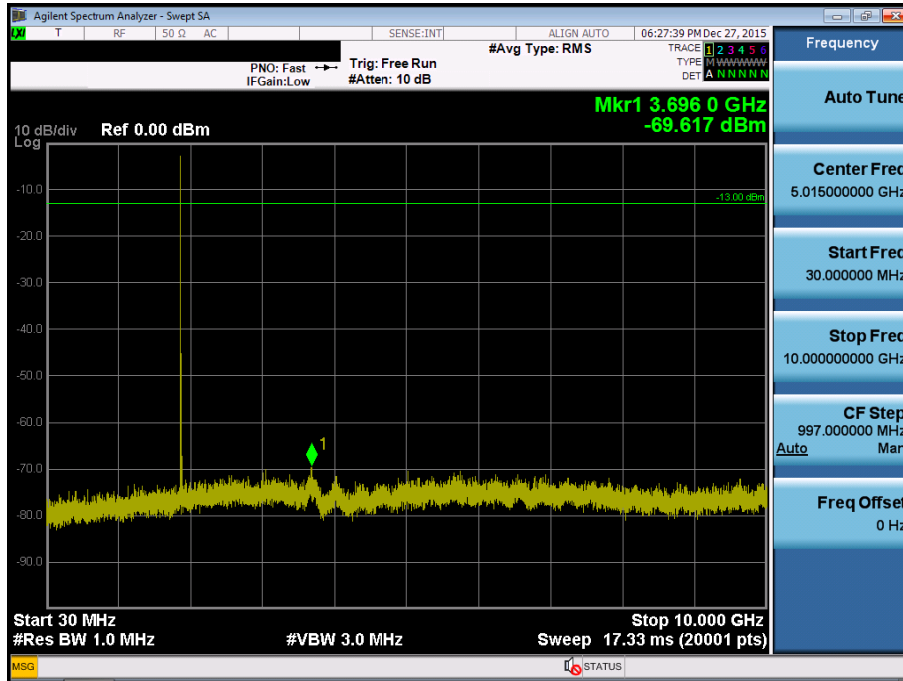 Agilent Spectrum Analyzer - Swept SA
LXI T RF 50 Ω AC SENSE:INT ALIGN AUTO 06:27:39 PM Dec 27, 2015
#Avg Type: RMS
TRACE 1 2 3 4 5 6
TYPE M WWWWW
DET A N N N N N
PNO: Fast
IFGain:Low
Trig: Free Run
#Atten: 10 dB
Mkr1 3.696 0 GHz
-69.617 dBm
10 dB/div Ref 0.00 dBm
Log
-10.0
-13.00 dBm
-20.0
-30.0
-40.0
-50.0
-60.0
1
-70.0
-80.0
-90.0
Start 30 MHz Stop 10.000 GHz
#Res BW 1.0 MHz #VBW 3.0 MHz Sweep 17.33 ms (20001 pts)
MSG STATUS
Frequency
Auto Tune
Center Freq
5.015000000 GHz
Start Freq
30.000000 MHz
Stop Freq
10.000000000 GHz
CF Step
997.000000 MHz
Auto Man
Freq Offset
0 Hz